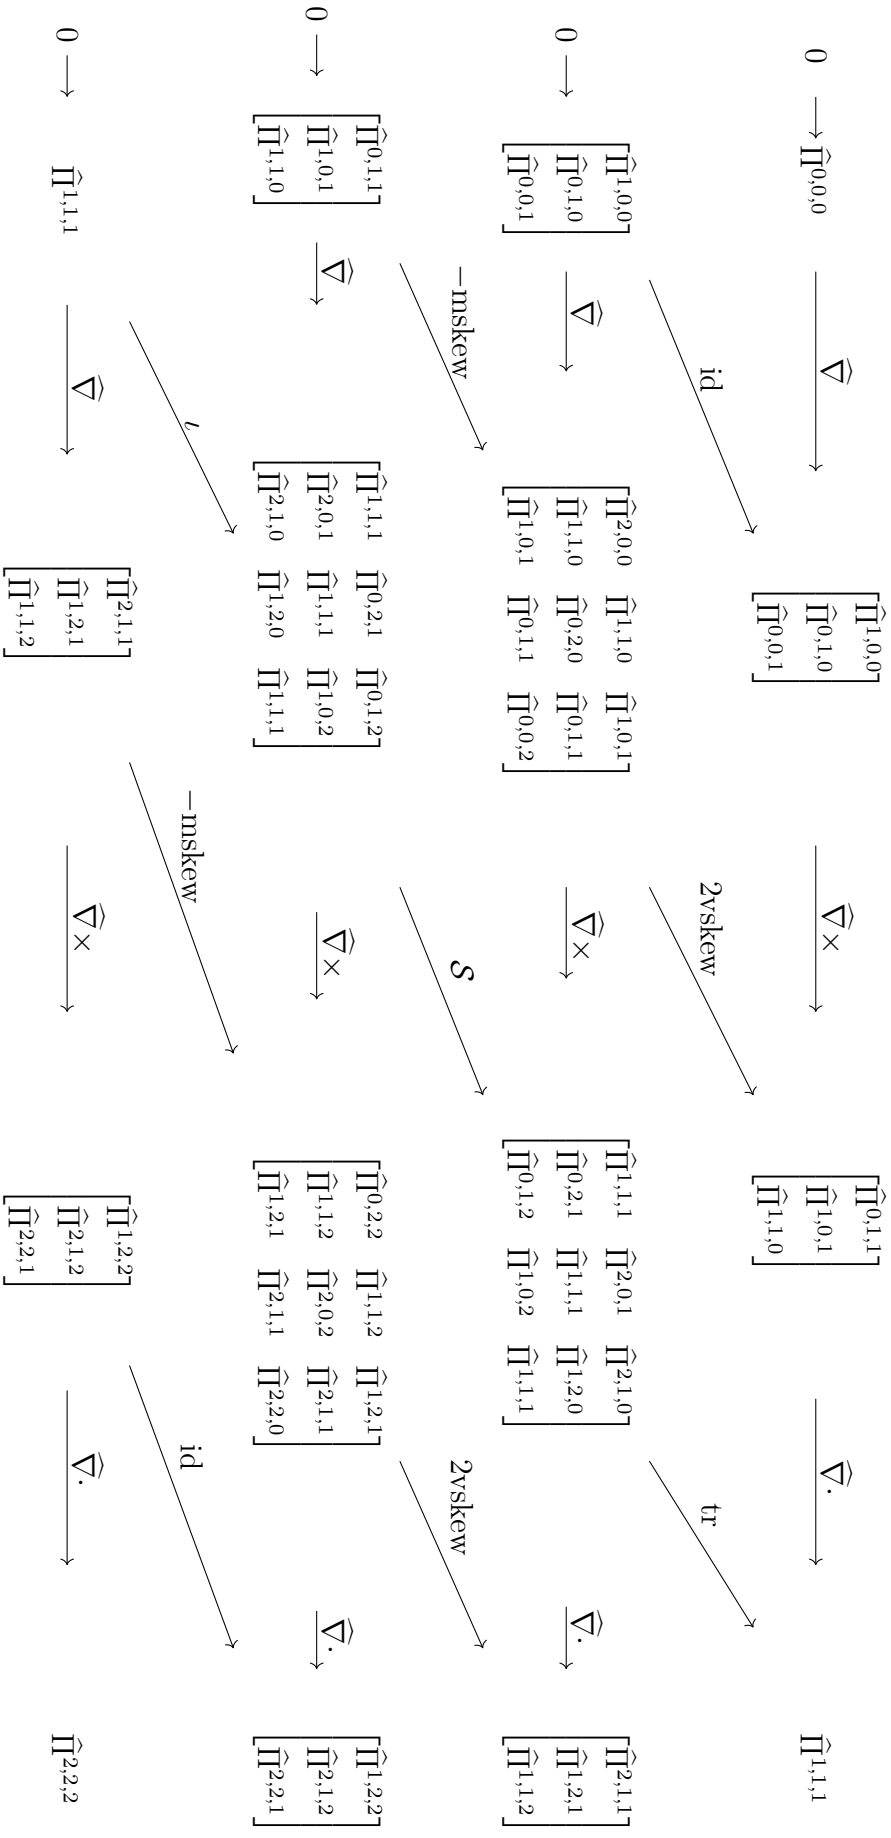 ∇̂ ∇̂× ∇̂·
Π̂^{1,0,0} Π̂^{0,1,1}
0 → Π̂^{0,0,0} → Π̂^{0,1,0} → Π̂^{1,0,1} → Π̂^{1,1,1}
Π̂^{0,0,1} Π̂^{1,1,0}
id 2vskew tr
∇̂ ∇̂× ∇̂·
Π̂^{1,0,0} Π̂^{2,0,0} Π̂^{1,1,0} Π̂^{1,0,1} Π̂^{1,1,1} Π̂^{2,0,1} Π̂^{2,1,0} Π̂^{2,1,1}
0 → Π̂^{0,1,0} → Π̂^{1,1,0} Π̂^{0,2,0} Π̂^{0,1,1} → Π̂^{0,2,1} Π̂^{1,1,1} Π̂^{1,2,0} → Π̂^{1,2,1}
Π̂^{0,0,1} Π̂^{1,0,1} Π̂^{0,1,1} Π̂^{0,0,2} Π̂^{0,1,2} Π̂^{1,0,2} Π̂^{1,1,1} Π̂^{1,1,2}
−mskew 𝒮 2vskew
∇̂ ∇̂× ∇̂·
Π̂^{0,1,1} Π̂^{1,1,1} Π̂^{0,2,1} Π̂^{0,1,2} Π̂^{0,2,2} Π̂^{1,1,2} Π̂^{1,2,1} Π̂^{1,2,2}
0 → Π̂^{1,0,1} → Π̂^{2,0,1} Π̂^{1,1,1} Π̂^{1,0,2} → Π̂^{1,1,2} Π̂^{2,0,2} Π̂^{2,1,1} → Π̂^{2,1,2}
Π̂^{1,1,0} Π̂^{2,1,0} Π̂^{1,2,0} Π̂^{1,1,1} Π̂^{1,2,1} Π̂^{2,1,1} Π̂^{2,2,0} Π̂^{2,2,1}
ι −mskew id
∇̂ ∇̂× ∇̂·
Π̂^{2,1,1} Π̂^{1,2,2}
0 → Π̂^{1,1,1} → Π̂^{1,2,1} → Π̂^{2,1,2} → Π̂^{2,2,2}
Π̂^{1,1,2} Π̂^{2,2,1}